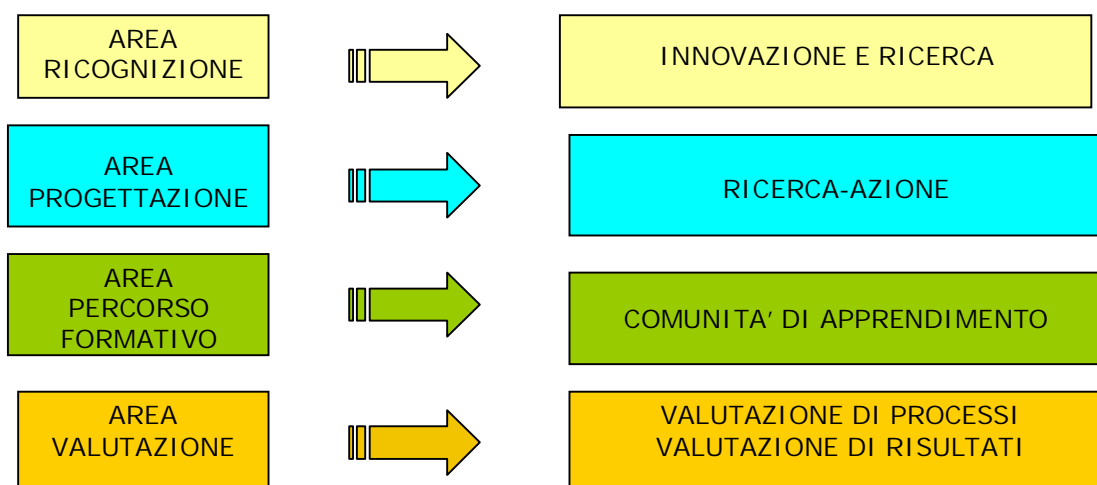 AREA
RICOGNIZIONE
INNOVAZIONE E RICERCA
AREA
PROGETTAZIONE
RICERCA-AZIONE
AREA
PERCORSO
FORMATIVO
COMUNITA’ DI APPRENDIMENTO
AREA
VALUTAZIONE
VALUTAZIONE DI PROCESSI
VALUTAZIONE DI RISULTATI